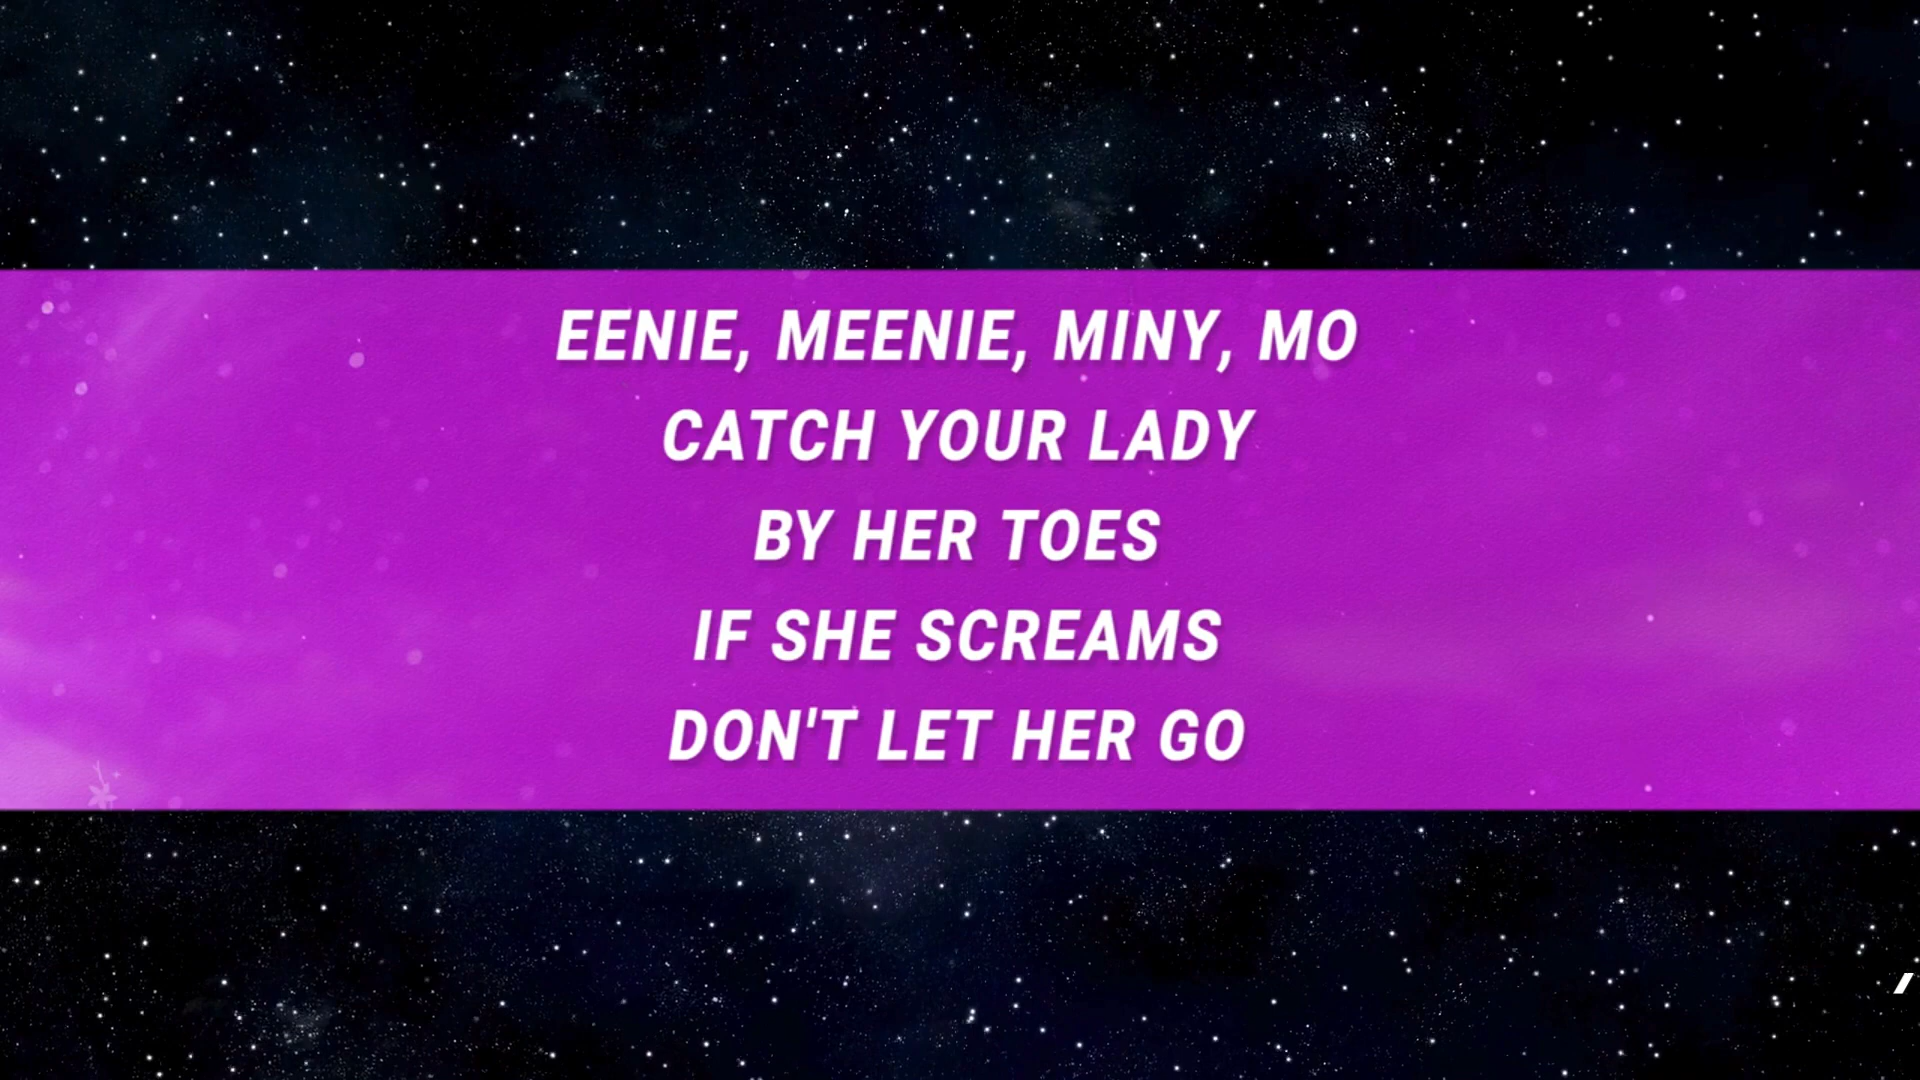 EENIE, MEENIE, MINY, MO
CATCH YOUR LADY
BY HER TOES
IF SHE SCREAMS
DON'T LET HER GO